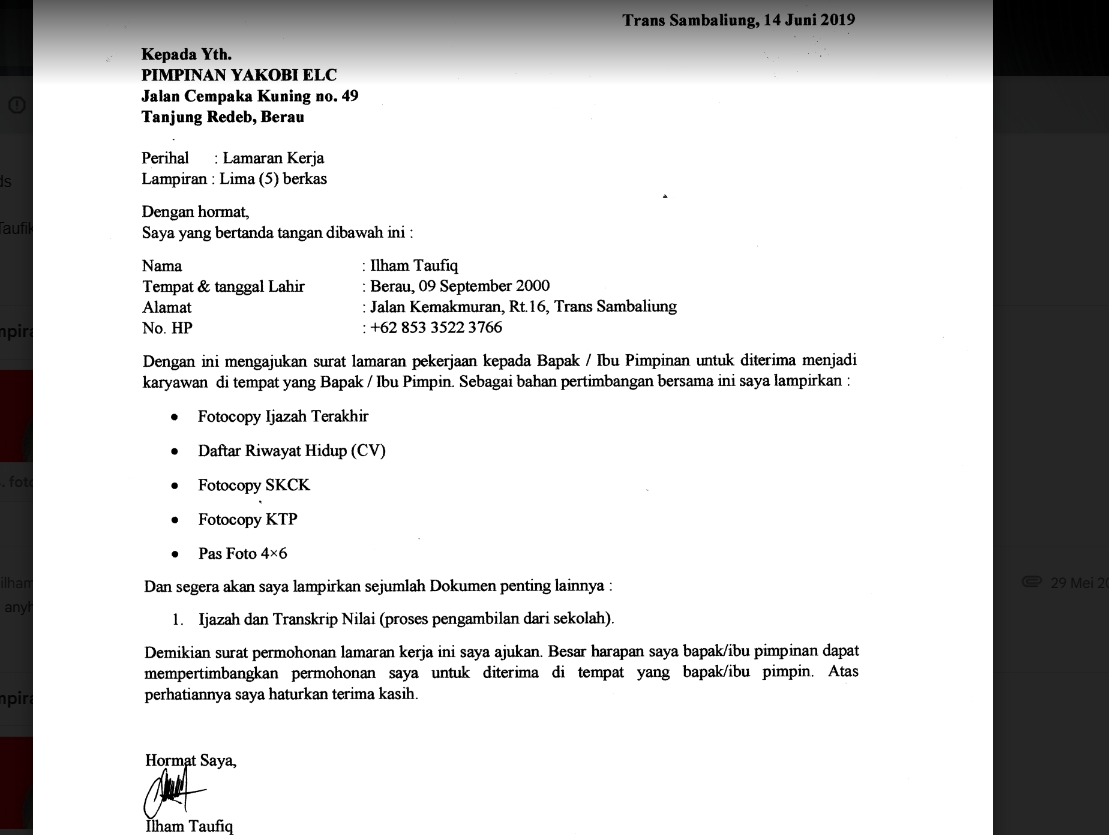 Trans Sambaliung, 14 Juni 2019
Kepada Yth.
PIMPINAN YAKOBI ELC
Jalan Cempaka Kuning no. 49
Tanjung Redeb, Berau
Perihal : Lamaran Kerja
Lampiran : Lima (5) berkas
Dengan hormat,
Saya yang bertanda tangan dibawah ini :
Nama : Ilham Taufiq
Tempat & tanggal Lahir : Berau, 09 September 2000
Alamat : Jalan Kemakmuran, Rt.16, Trans Sambaliung
No. HP : +62 853 3522 3766
Dengan ini mengajukan surat lamaran pekerjaan kepada Bapak / Ibu Pimpinan untuk diterima menjadi
karyawan di tempat yang Bapak / Ibu Pimpin. Sebagai bahan pertimbangan bersama ini saya lampirkan :
• Fotocopy Ijazah Terakhir
• Daftar Riwayat Hidup (CV)
• Fotocopy SKCK
• Fotocopy KTP
• Pas Foto 4×6
Dan segera akan saya lampirkan sejumlah Dokumen penting lainnya :
1. Ijazah dan Transkrip Nilai (proses pengambilan dari sekolah).
Demikian surat permohonan lamaran kerja ini saya ajukan. Besar harapan saya bapak/ibu pimpinan dapat
mempertimbangkan permohonan saya untuk diterima di tempat yang bapak/ibu pimpin. Atas
perhatiannya saya haturkan terima kasih.
Hormat Saya,
Ilham Taufiq
29 Mei 20